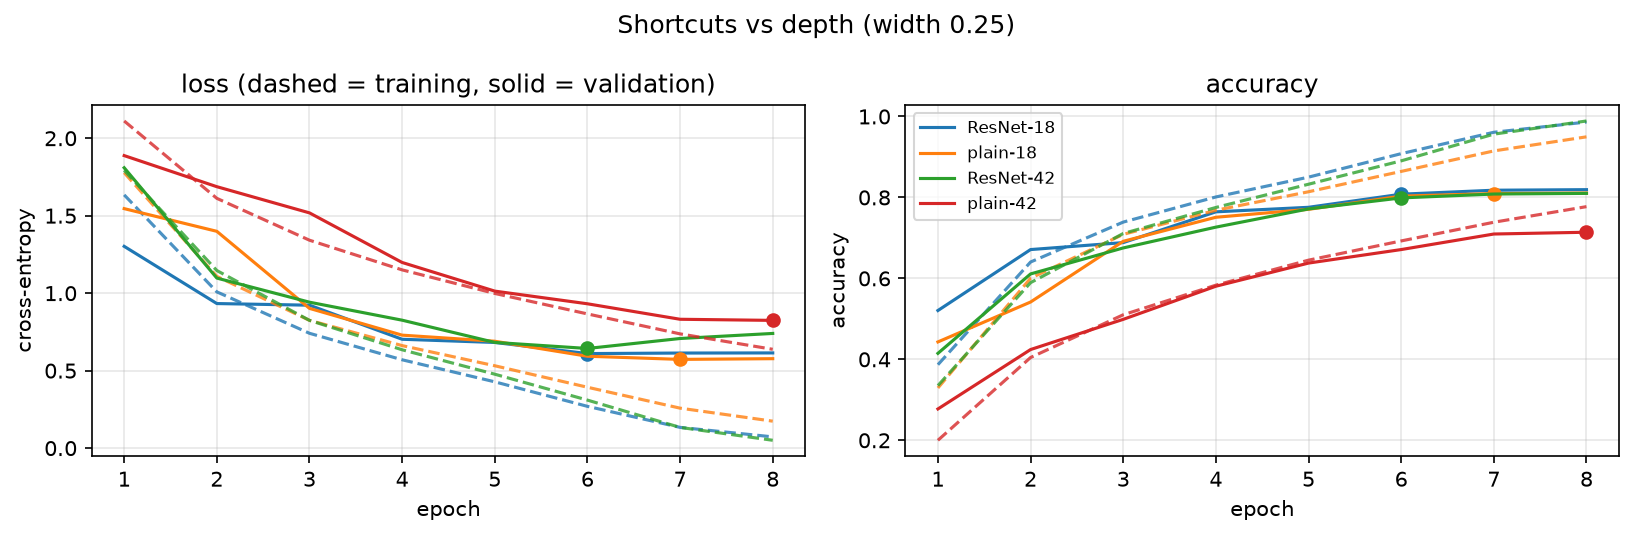 Shortcuts vs depth (width 0.25)
loss (dashed = training, solid = validation)
cross-entropy
2.0
1.5
1.0
0.5
0.0
1 2 3 4 5 6 7 8
epoch
accuracy
accuracy
1.0
0.8
0.6
0.4
0.2
ResNet-18
plain-18
ResNet-42
plain-42
1 2 3 4 5 6 7 8
epoch